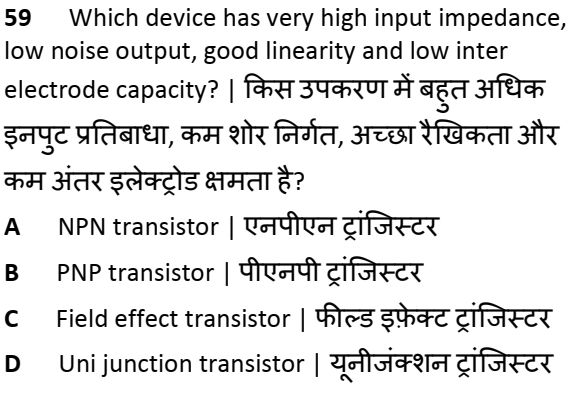 59 Which device has very high input impedance,
low noise output, good linearity and low inter
electrode capacity? | किस उपकरण में बहुत अधिक
इनपुट प्रतिबाधा, कम शोर निर्गत, अच्छा रैखिकता और
कम अंतर इलेक्ट्रोड क्षमता है?
A NPN transistor | एनपीएन ट्रांजिस्टर
B PNP transistor | पीएनपी ट्रांजिस्टर
C Field effect transistor | फील्ड इफ़ेक्ट ट्रांजिस्टर
D Uni junction transistor | यूनीजंक्शन ट्रांजिस्टर